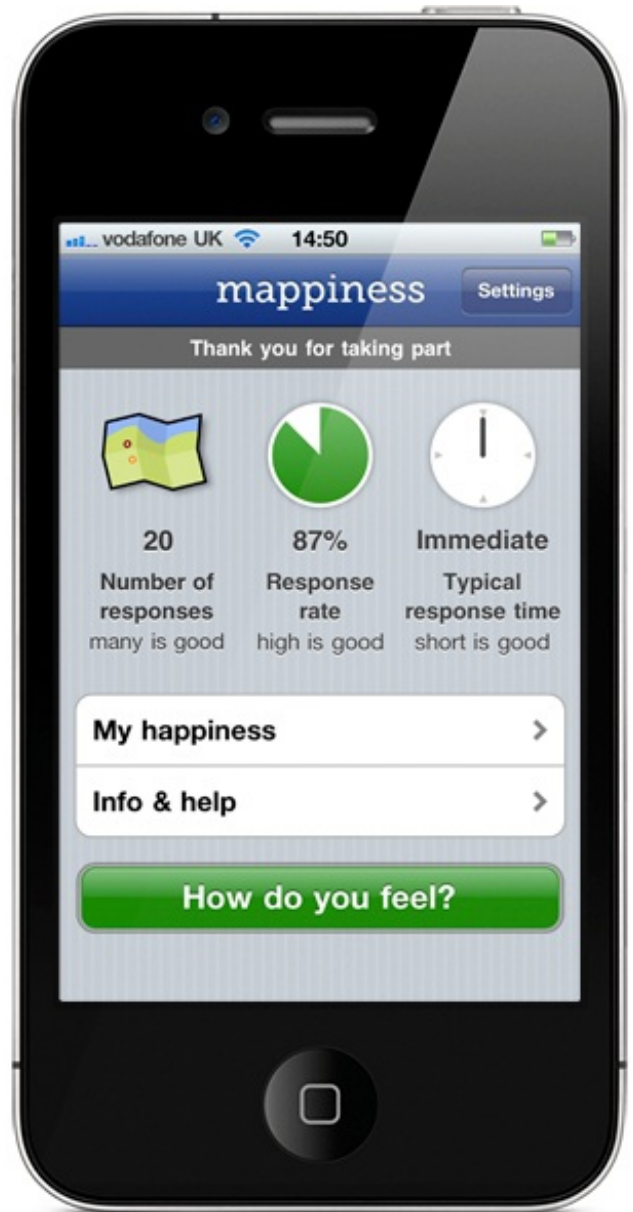 vodafone UK 14:50
mappiness Settings
Thank you for taking part
20 87% Immediate
Number of Response Typical
responses rate response time
many is good high is good short is good
My happiness
Info & help
How do you feel?